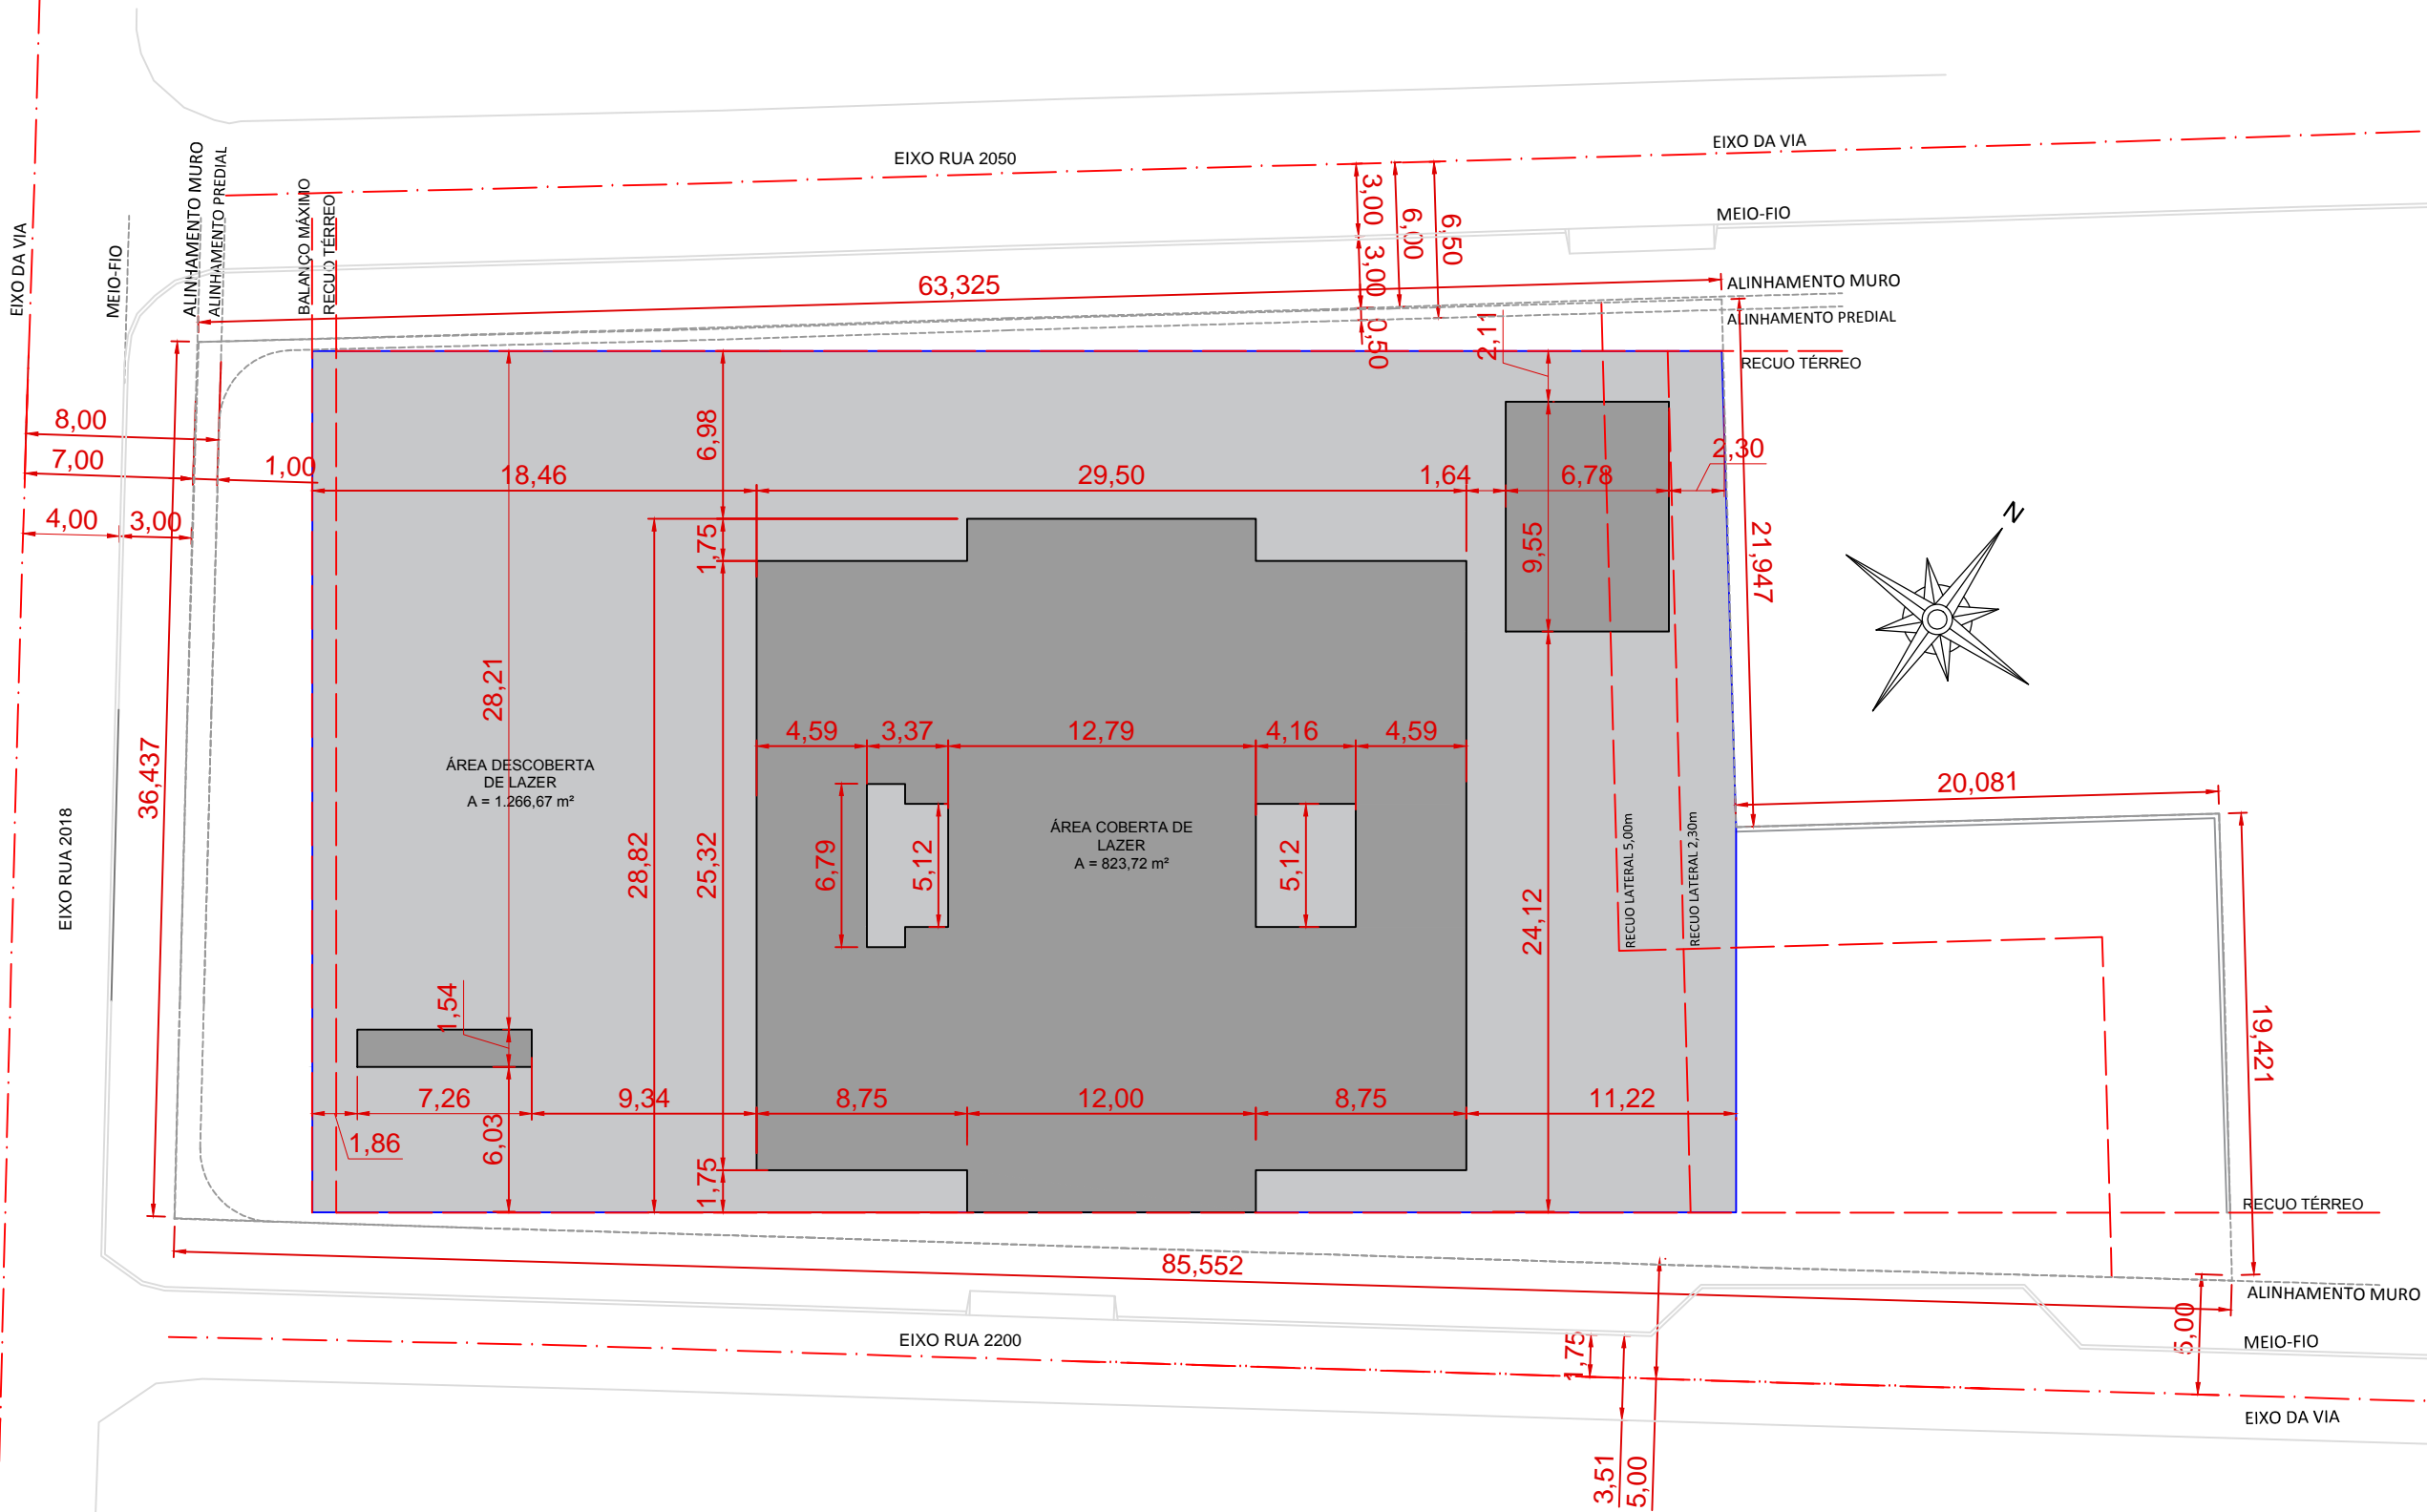 EIXO DA VIA
MEIO-FIO
ALINHAMENTO MURO
ALINHAMENTO PREDIAL
BALANÇO MÁXIMO
RECUO TÉRREO
EIXO RUA 2050
EIXO DA VIA
MEIO-FIO
3,00
6,00
6,50
3,00
0,50
63,325
ALINHAMENTO MURO
ALINHAMENTO PREDIAL
RECUO TÉRREO
2,11
8,00
7,00
1,00
4,00
3,00
18,46
6,98
29,50
1,64
6,78
2,30
1,75
9,55
21,947
N
28,21
36,437
4,59
3,37
12,79
4,16
4,59
ÁREA DESCOBERTA
DE LAZER
A = 1.266,67 m²
20,081
EIXO RUA 2018
28,82
25,32
6,79
5,12
ÁREA COBERTA DE
LAZER
A = 823,72 m²
5,12
24,12
RECUO LATERAL 5,00m
RECUO LATERAL 2,30m
1,54
19,421
7,26
9,34
8,75
12,00
8,75
11,22
1,86
6,03
1,75
RECUO TÉRREO
85,552
ALINHAMENTO MURO
EIXO RUA 2200
1,75
5,00
MEIO-FIO
EIXO DA VIA
3,51
5,00